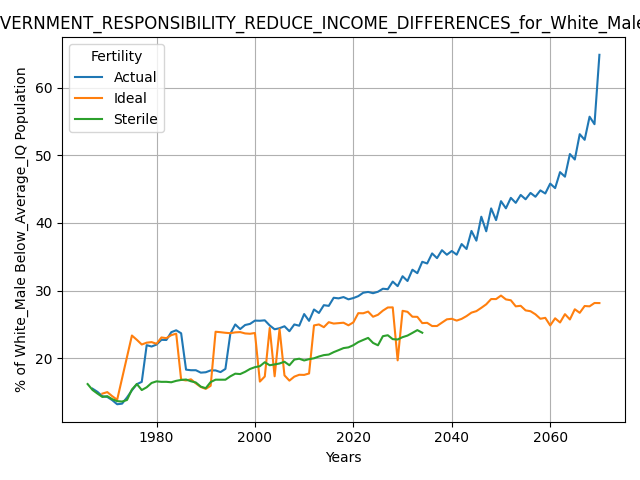 VERNMENT_RESPONSIBILITY_REDUCE_INCOME_DIFFERENCES_for_White_Male
Fertility
Actual
Ideal
Sterile
% of White_Male Below_Average_IQ Population
60
50
40
30
20
1980
2000
2020
2040
2060
Years